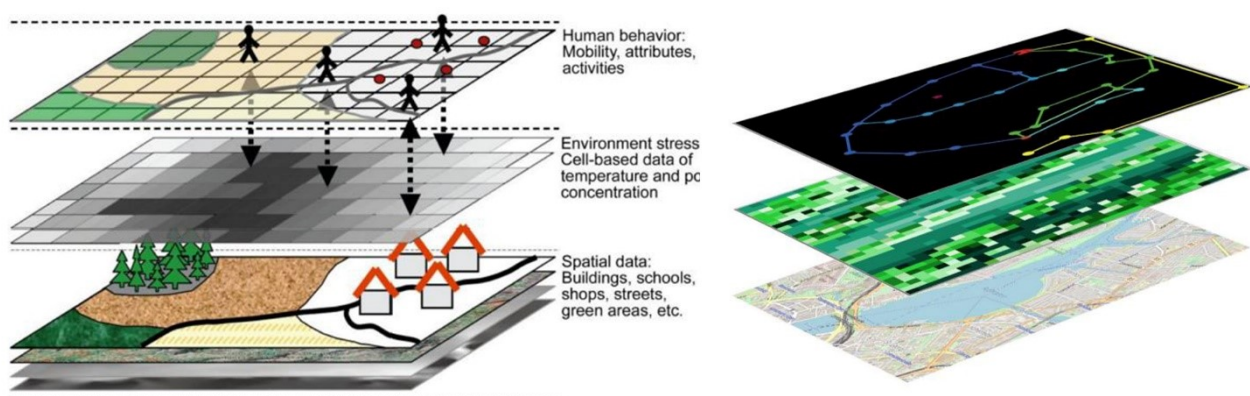 Human behavior:
Mobility, attributes,
activities
Environment stress
Cell-based data of
temperature and po
concentration
Spatial data:
Buildings, schools,
shops, streets,
green areas, etc.